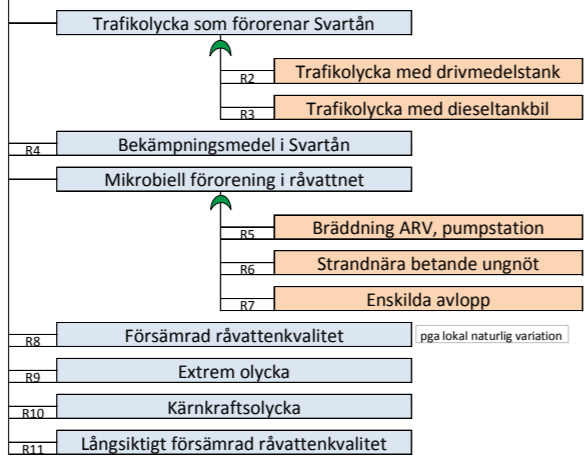 Trafikolycka som förorenar Svartån
R2 Trafikolycka med drivmedelstank
R3 Trafikolycka med dieseltankbil
R4 Bekämpningsmedel i Svartån
Mikrobiell förorening i råvattnet
R5 Bräddning ARV, pumpstation
R6 Strandnära betande ungnöt
R7 Enskilda avlopp
R8 Försämrad råvattenkvalitet pga lokal naturlig variation
R9 Extrem olycka
R10 Kärnkraftsolycka
R11 Långsiktigt försämrad råvattenkvalitet